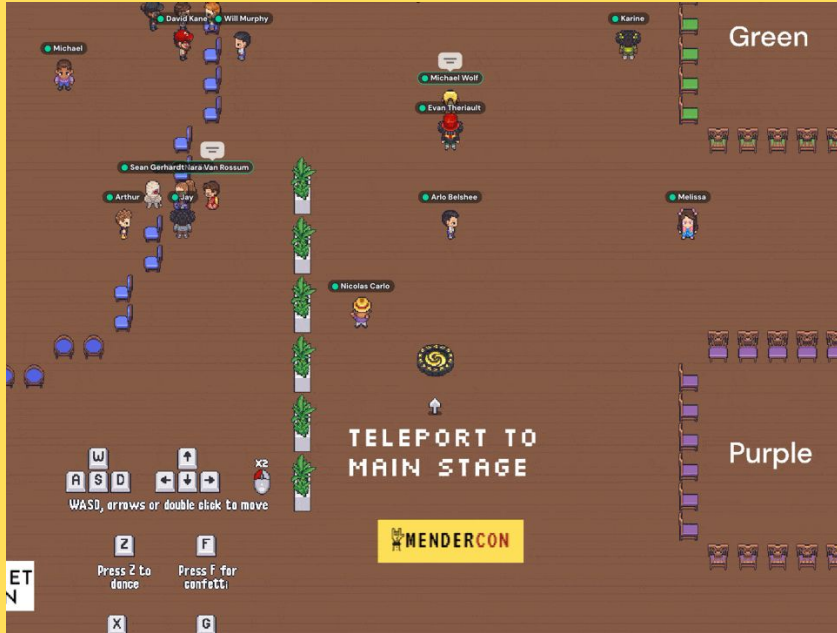 David Kane
Will Murphy
Karine
Green
Michael
Michael Wolf
Evan Theriault
Sean Gerhardt
Van Rossum
Arthur
Jay
Arlo Belshee
Melissa
Nicolas Carlo
TELEPORT TO
MAIN STAGE
W
A S D
X2
WASD, arrows or double click to move
Purple
MENDERCON
Z
F
Press Z to
dance
Press F for
confetti
ET
N
X
G